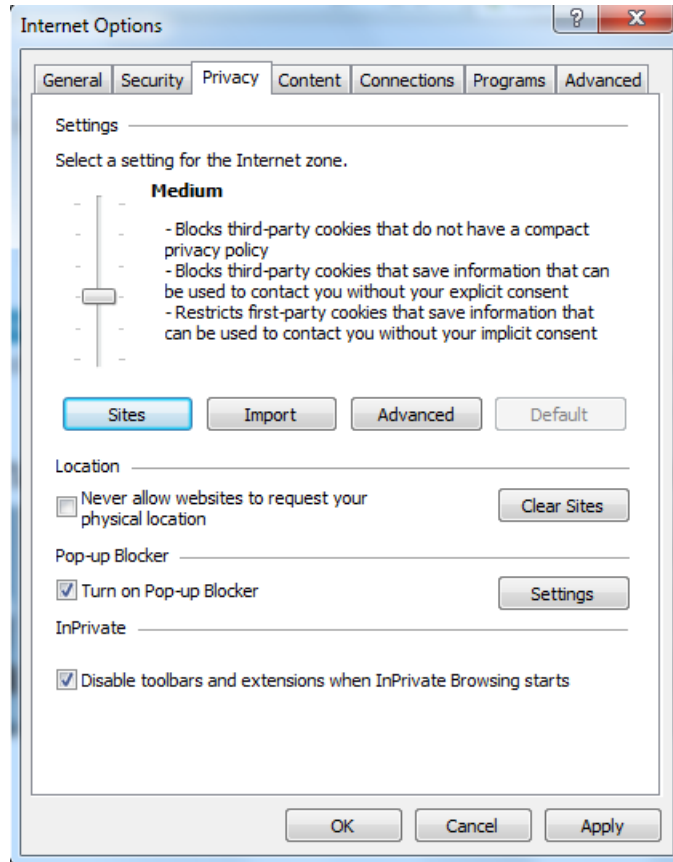 Internet Options
?
X
General Security Privacy Content Connections Programs Advanced
Settings
Select a setting for the Internet zone.
Medium
- Blocks third-party cookies that do not have a compact
privacy policy
- Blocks third-party cookies that save information that can
be used to contact you without your explicit consent
- Restricts first-party cookies that save information that
can be used to contact you without your implicit consent
Sites Import Advanced Default
Location
Never allow websites to request your
physical location
Clear Sites
Pop-up Blocker
Turn on Pop-up Blocker Settings
InPrivate
Disable toolbars and extensions when InPrivate Browsing starts
OK Cancel Apply